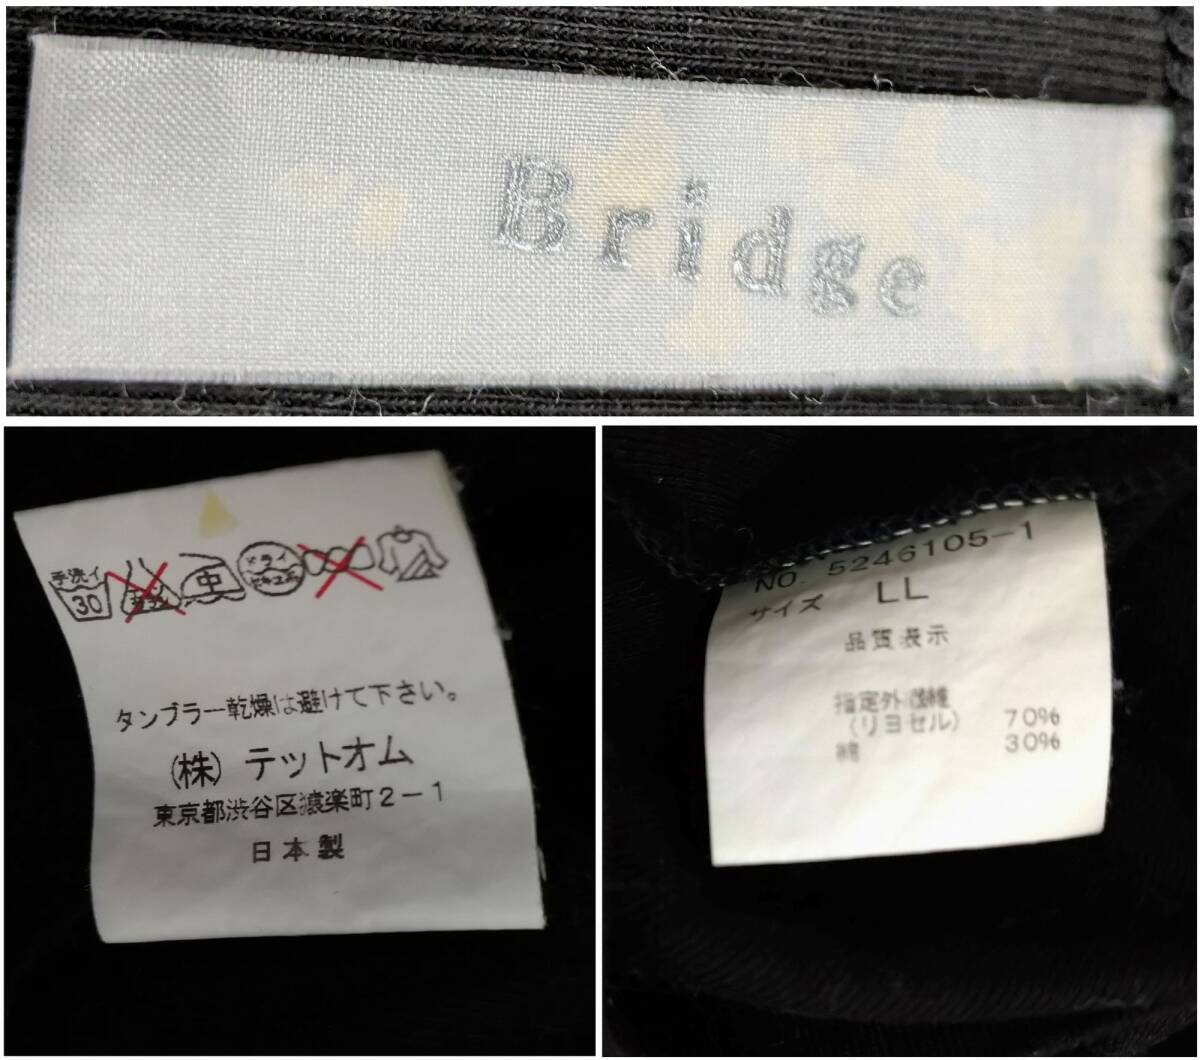 Bridge
手洗イ
30
中
ドライ
セキユ系
タンブラー乾燥は避けて下さい。
(株) テットオム
東京都渋谷区猿楽町2-1
日本製
NO. 5246105-1
サイズ LL
品質表示
指定外繊維
(リヨセル) 70%
綿 30%